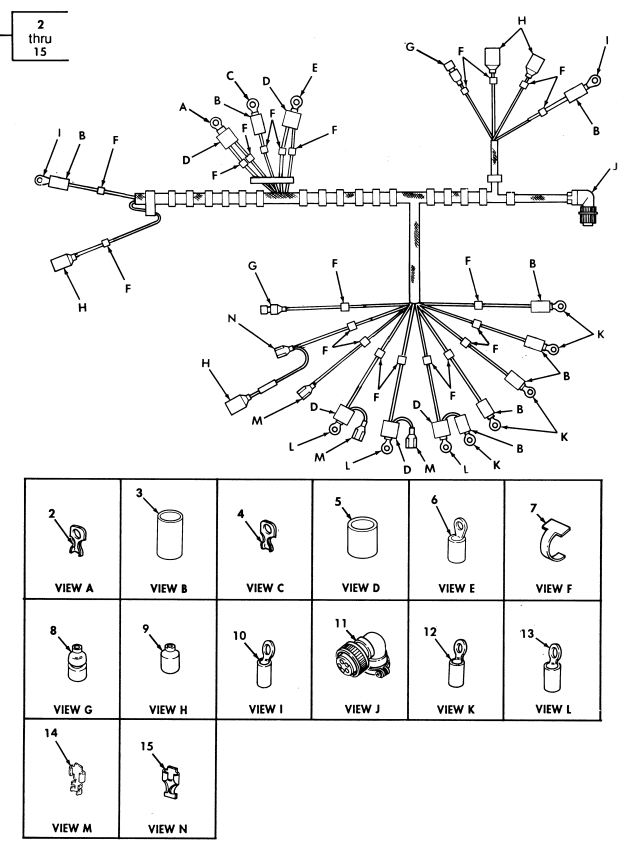 2
thru
15
H
G
F
F
I
E
C
D
B
A
F
F
D
F
F
B
J
I
B
F
H
F
G
F
F
B
N
F
F
K
H
F
F
B
M
D
D
B
K
L
M
L
D
M
L
K
B
2
3
4
5
6
7
VIEW A
VIEW B
VIEW C
VIEW D
VIEW E
VIEW F
8
9
10
11
12
13
VIEW G
VIEW H
VIEW I
VIEW J
VIEW K
VIEW L
14
15
VIEW M
VIEW N